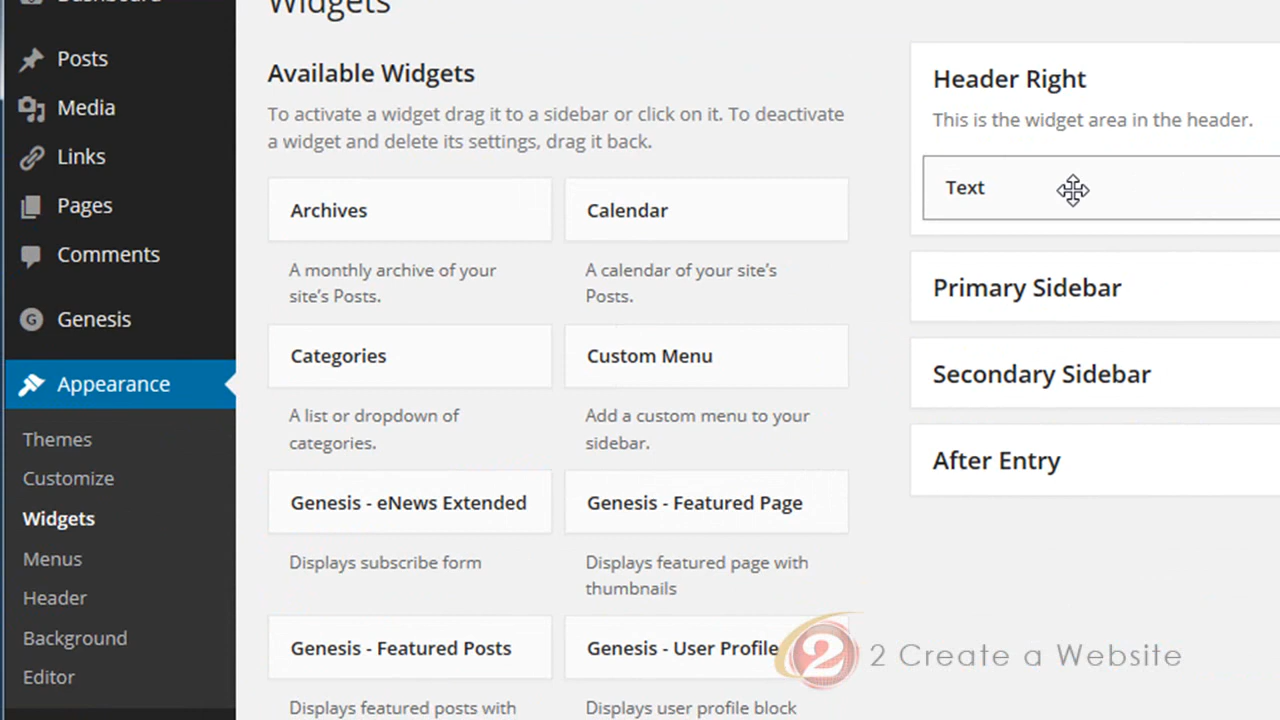 Dashboard
Posts
Media
Links
Pages
Comments
Genesis
Appearance
Themes
Customize
Widgets
Menus
Header
Background
Editor
Widgets
Available Widgets
To activate a widget drag it to a sidebar or click on it. To deactivate
a widget and delete its settings, drag it back.
Archives
A monthly archive of your
site's Posts.
Calendar
A calendar of your site's
Posts.
Categories
A list or dropdown of
categories.
Custom Menu
Add a custom menu to your
sidebar.
Genesis - eNews Extended
Displays subscribe form
Genesis - Featured Page
Displays featured page with
thumbnails
Genesis - Featured Posts
Displays featured posts with
Genesis - User Profile
Displays user profile block
Header Right
This is the widget area in the header.
Text
Primary Sidebar
Secondary Sidebar
After Entry
2 2 Create a Website